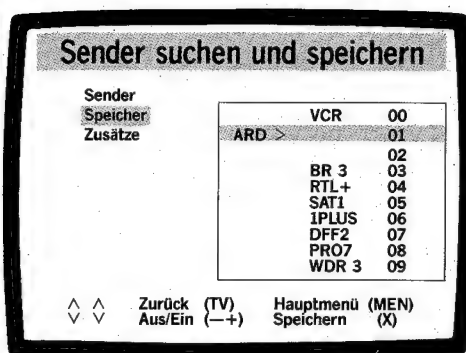 Sender suchen und speichern
Sender
Speicher
Zusätze
VCR 00
ARD > 01
02
BR 3 03
RTL+ 04
SAT1 05
1PLUS 06
DFF2 07
PRO7 08
WDR 3 09
∧ ∧ Zurück (TV) Hauptmenü (MEN)
∨ ∨ Aus/Ein (—+) Speichern (X)